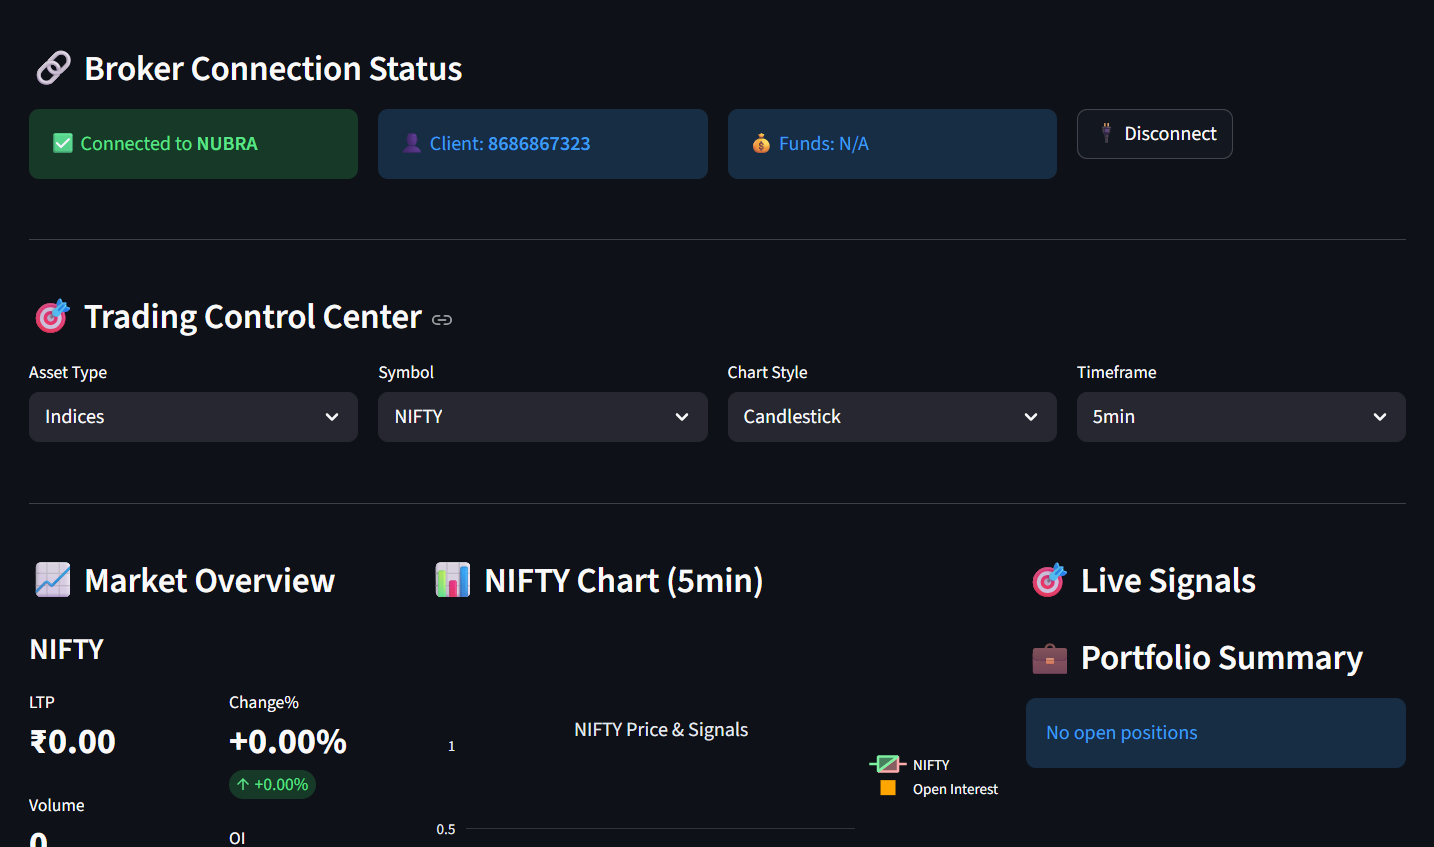 Broker Connection Status
Connected to NUBRA
Client: 8686867323
Funds: N/A
Disconnect
Trading Control Center
Asset Type
Symbol
Chart Style
Timeframe
Indices
NIFTY
Candlestick
5min
Market Overview
NIFTY
LTP
₹0.00
Change%
+0.00%
↑ +0.00%
Volume
0
OI
NIFTY Chart (5min)
NIFTY Price & Signals
1
0.5
NIFTY
Open Interest
Live Signals
Portfolio Summary
No open positions